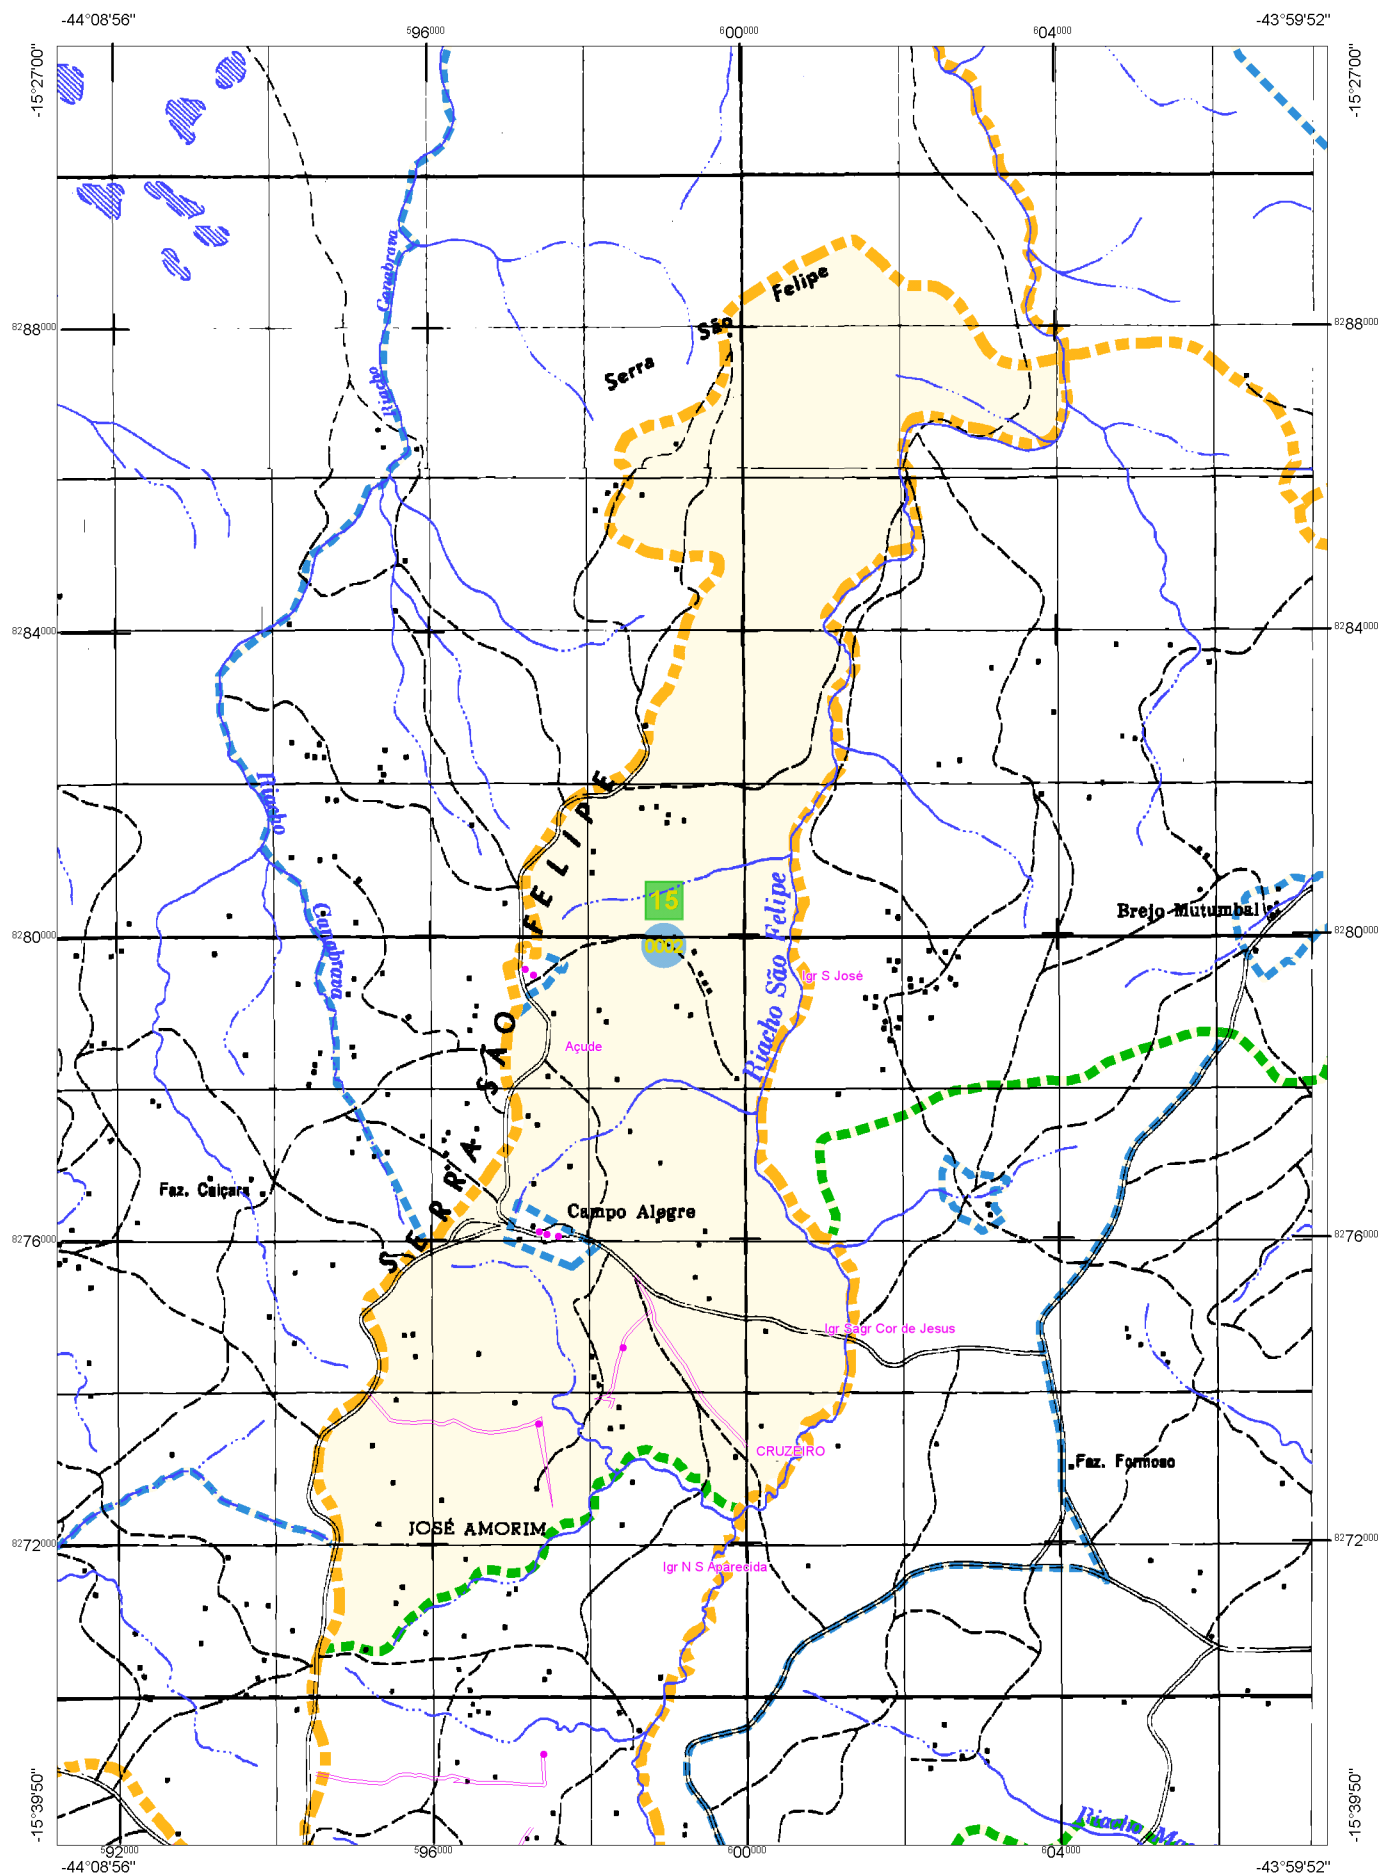 -44°08'56"
-43°59'52"
596000
600000
604000
-15°27'00"
-15°27'00"
Riacho Canabrava
Serra São Felipe
8288000
8288000
8284000
8284000
Riacho Canabrava
SERRA SÃO FELIPE
15
0002
Riacho São Felipe
Brejo Mutumbal
8280000
8280000
Igr S José
Açude
Faz. Caiçara
Campo Alegre
8276000
8276000
Igr Sagr Cor de Jesus
CRUZEIRO
Faz. Formoso
JOSÉ AMORIM
8272000
8272000
Igr N S Aparecida
-15°39'50"
-15°39'50"
Riacho
592000
596000
600000
604000
-44°08'56"
-43°59'52"